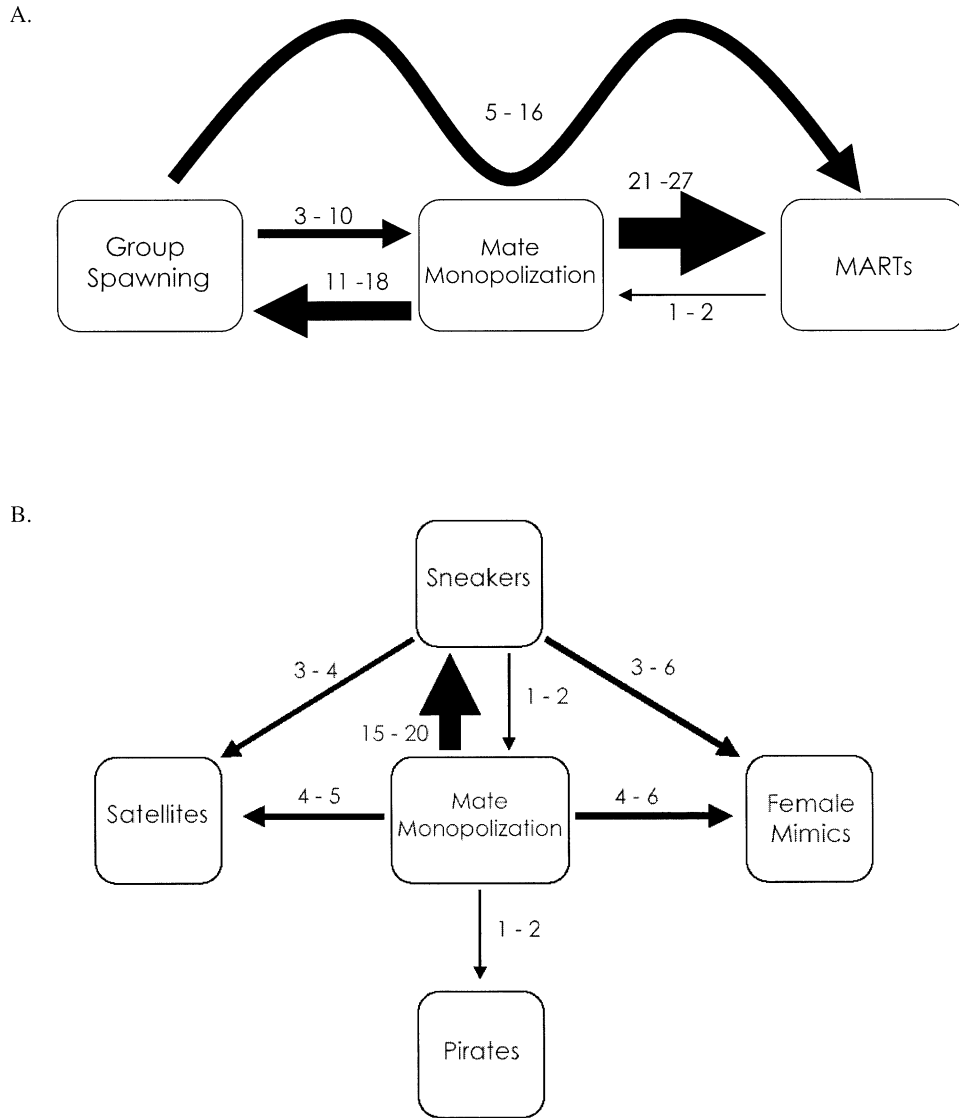 A.
5 - 16
21 -27
3 - 10
Group
Spawning
Mate
Monopolization
MARTs
11 -18
1 - 2
B.
Sneakers
3 - 4
3 - 6
1 - 2
15 - 20
Satellites
4 - 5
Mate
Monopolization
4 - 6
Female
Mimics
1 - 2
Pirates